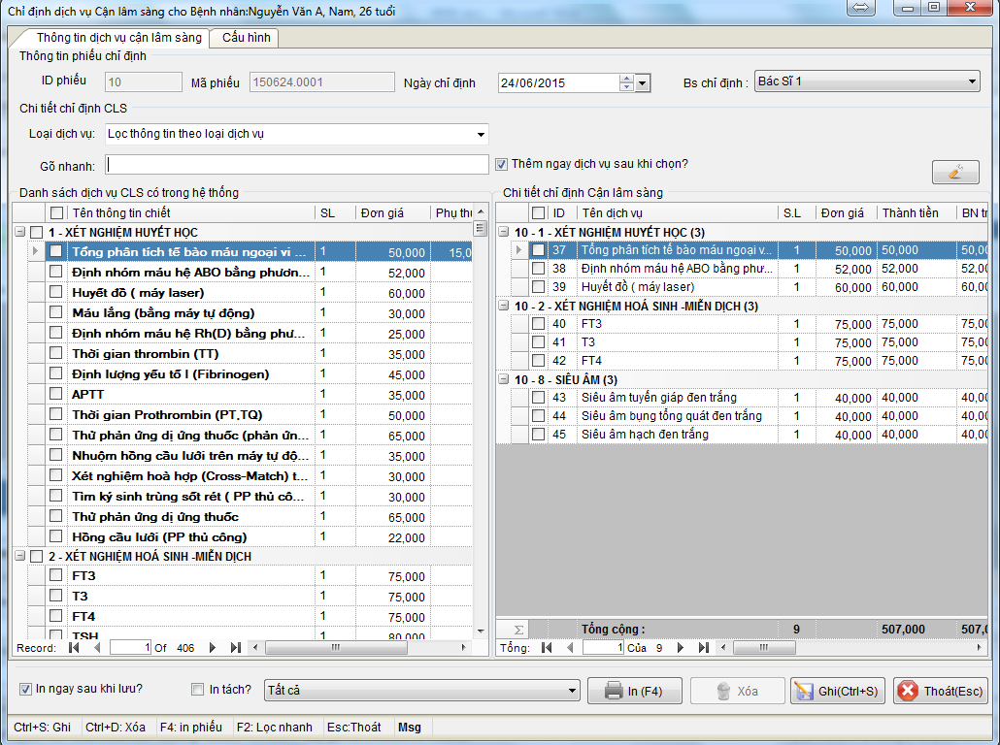 Chỉ định dịch vụ Cận lâm sàng cho Bệnh nhân:Nguyễn Văn A, Nam, 26 tuổi
Thông tin dịch vụ cận lâm sàng Cấu hình
Thông tin phiếu chỉ định
ID phiếu 10 Mã phiếu 150624.0001 Ngày chỉ định 24/06/2015 Bs chỉ định : Bác Sĩ 1
Chi tiết chỉ định CLS
Loại dịch vụ: Lọc thông tin theo loại dịch vụ
Gõ nhanh: Thêm ngay dịch vụ sau khi chọn?
Danh sách dịch vụ CLS có trong hệ thống
Tên thông tin chiết SL Đơn giá Phụ thu
1 - XÉT NGHIỆM HUYẾT HỌC
Tổng phân tích tế bào máu ngoại vi ... 1 50,000 15,0
Định nhóm máu hệ ABO bằng phươn... 1 52,000
Huyết đồ ( máy laser) 1 60,000
Máu lắng (bằng máy tự động) 1 30,000
Định nhóm máu hệ Rh(D) bằng phư... 1 25,000
Thời gian thrombin (TT) 1 35,000
Định lượng yếu tố I (Fibrinogen) 1 45,000
APTT 1 35,000
Thời gian Prothrombin (PT,TQ) 1 50,000
Thử phản ứng dị ứng thuốc (phản ứn... 1 65,000
Nhuộm hồng cầu lưới trên máy tự độ... 1 35,000
Xét nghiệm hoà hợp (Cross-Match) t... 1 30,000
Tìm ký sinh trùng sốt rét ( PP thủ cô... 1 30,000
Thử phản ứng dị ứng thuốc 1 65,000
Hồng cầu lưới (PP thủ công) 1 22,000
2 - XÉT NGHIỆM HOÁ SINH -MIỄN DỊCH
FT3 1 75,000
T3 1 75,000
FT4 1 75,000
TSH 1 80,000
Record: 1 Of 406
Chi tiết chỉ định Cận lâm sàng
ID Tên dịch vụ S.L Đơn giá Thành tiền BN tr
10 - 1 - XÉT NGHIỆM HUYẾT HỌC (3)
37 Tổng phân tích tế bào máu ngoại v... 1 50,000 50,000 50,00
38 Định nhóm máu hệ ABO bằng phư... 1 52,000 52,000 52,00
39 Huyết đồ ( máy laser) 1 60,000 60,000 60,00
10 - 2 - XÉT NGHIỆM HOÁ SINH -MIỄN DỊCH (3)
40 FT3 1 75,000 75,000 75,00
41 T3 1 75,000 75,000 75,00
42 FT4 1 75,000 75,000 75,00
10 - 8 - SIÊU ÂM (3)
43 Siêu âm tuyến giáp đen trắng 1 40,000 40,000 40,00
44 Siêu âm bụng tổng quát đen trắng 1 40,000 40,000 40,00
45 Siêu âm hạch đen trắng 1 40,000 40,000 40,00
Σ Tổng cộng : 9 507,000 507,0
Tổng: 1 Của 9
In ngay sau khi lưu? In tách? Tất cả In (F4) Xóa Ghi(Ctrl+S) Thoát(Esc)
Ctrl+S: Ghi Ctrl+D: Xóa F4: in phiếu F2: Lọc nhanh Esc:Thoát Msg